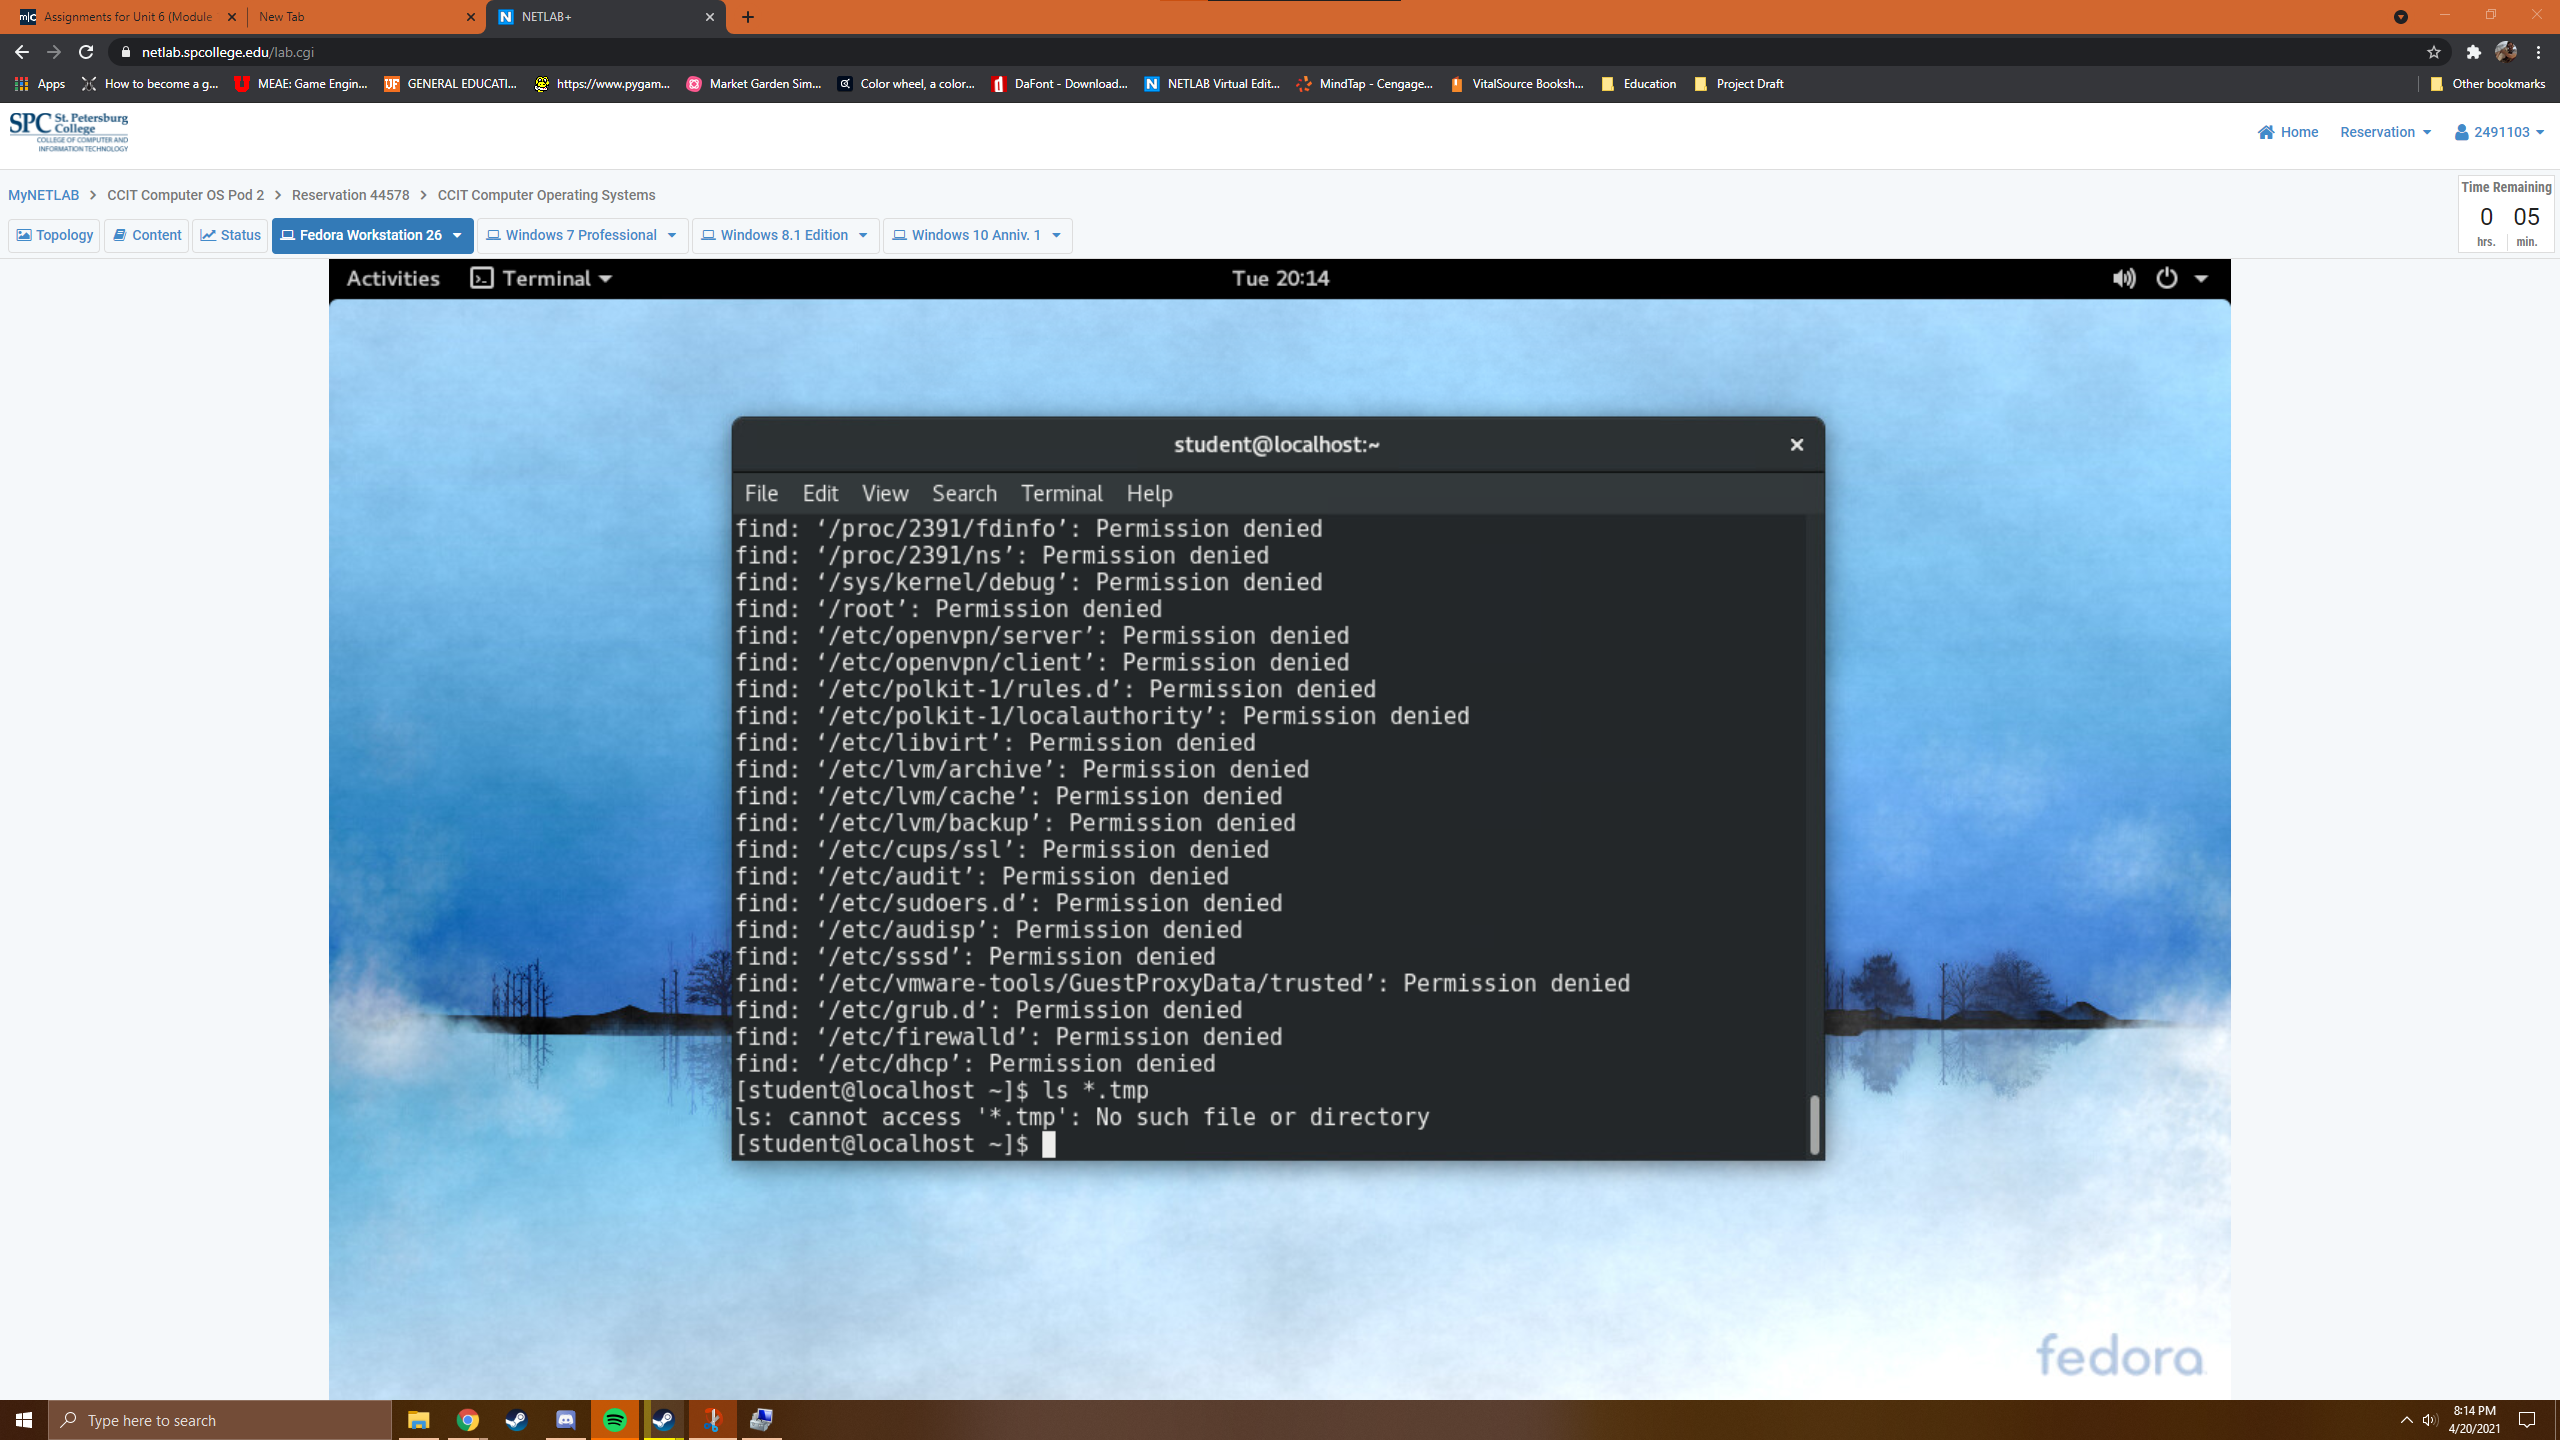 Assignments for Unit 6 (Module
New Tab
NETLAB+
netlab.spcollege.edu/lab.cgi
Apps
How to become a g...
MEAE: Game Engin...
GENERAL EDUCATI...
https://www.pygam...
Market Garden Sim...
Color wheel, a color...
DaFont - Download...
NETLAB Virtual Edit...
MindTap - Cengage...
VitalSource Booksh...
Education
Project Draft
Other bookmarks
SPC St. Petersburg College
COLLEGE OF COMPUTER AND
INFORMATION TECHNOLOGY
Home
Reservation
2491103
MyNETLAB > CCIT Computer OS Pod 2 > Reservation 44578 > CCIT Computer Operating Systems
Time Remaining
0 05
hrs. min.
Topology
Content
Status
Fedora Workstation 26
Windows 7 Professional
Windows 8.1 Edition
Windows 10 Anniv. 1
Activities
Terminal
Tue 20:14
student@localhost:~
File Edit View Search Terminal Help
find: ‘/proc/2391/fdinfo’: Permission denied
find: ‘/proc/2391/ns’: Permission denied
find: ‘/sys/kernel/debug’: Permission denied
find: ‘/root’: Permission denied
find: ‘/etc/openvpn/server’: Permission denied
find: ‘/etc/openvpn/client’: Permission denied
find: ‘/etc/polkit-1/rules.d’: Permission denied
find: ‘/etc/polkit-1/localauthority’: Permission denied
find: ‘/etc/libvirt’: Permission denied
find: ‘/etc/lvm/archive’: Permission denied
find: ‘/etc/lvm/cache’: Permission denied
find: ‘/etc/lvm/backup’: Permission denied
find: ‘/etc/cups/ssl’: Permission denied
find: ‘/etc/audit’: Permission denied
find: ‘/etc/sudoers.d’: Permission denied
find: ‘/etc/audisp’: Permission denied
find: ‘/etc/sssd’: Permission denied
find: ‘/etc/vmware-tools/GuestProxyData/trusted’: Permission denied
find: ‘/etc/grub.d’: Permission denied
find: ‘/etc/firewalld’: Permission denied
find: ‘/etc/dhcp’: Permission denied
[student@localhost ~]$ ls *.tmp
ls: cannot access '*.tmp': No such file or directory
[student@localhost ~]$
fedora
Type here to search
8:14 PM
4/20/2021